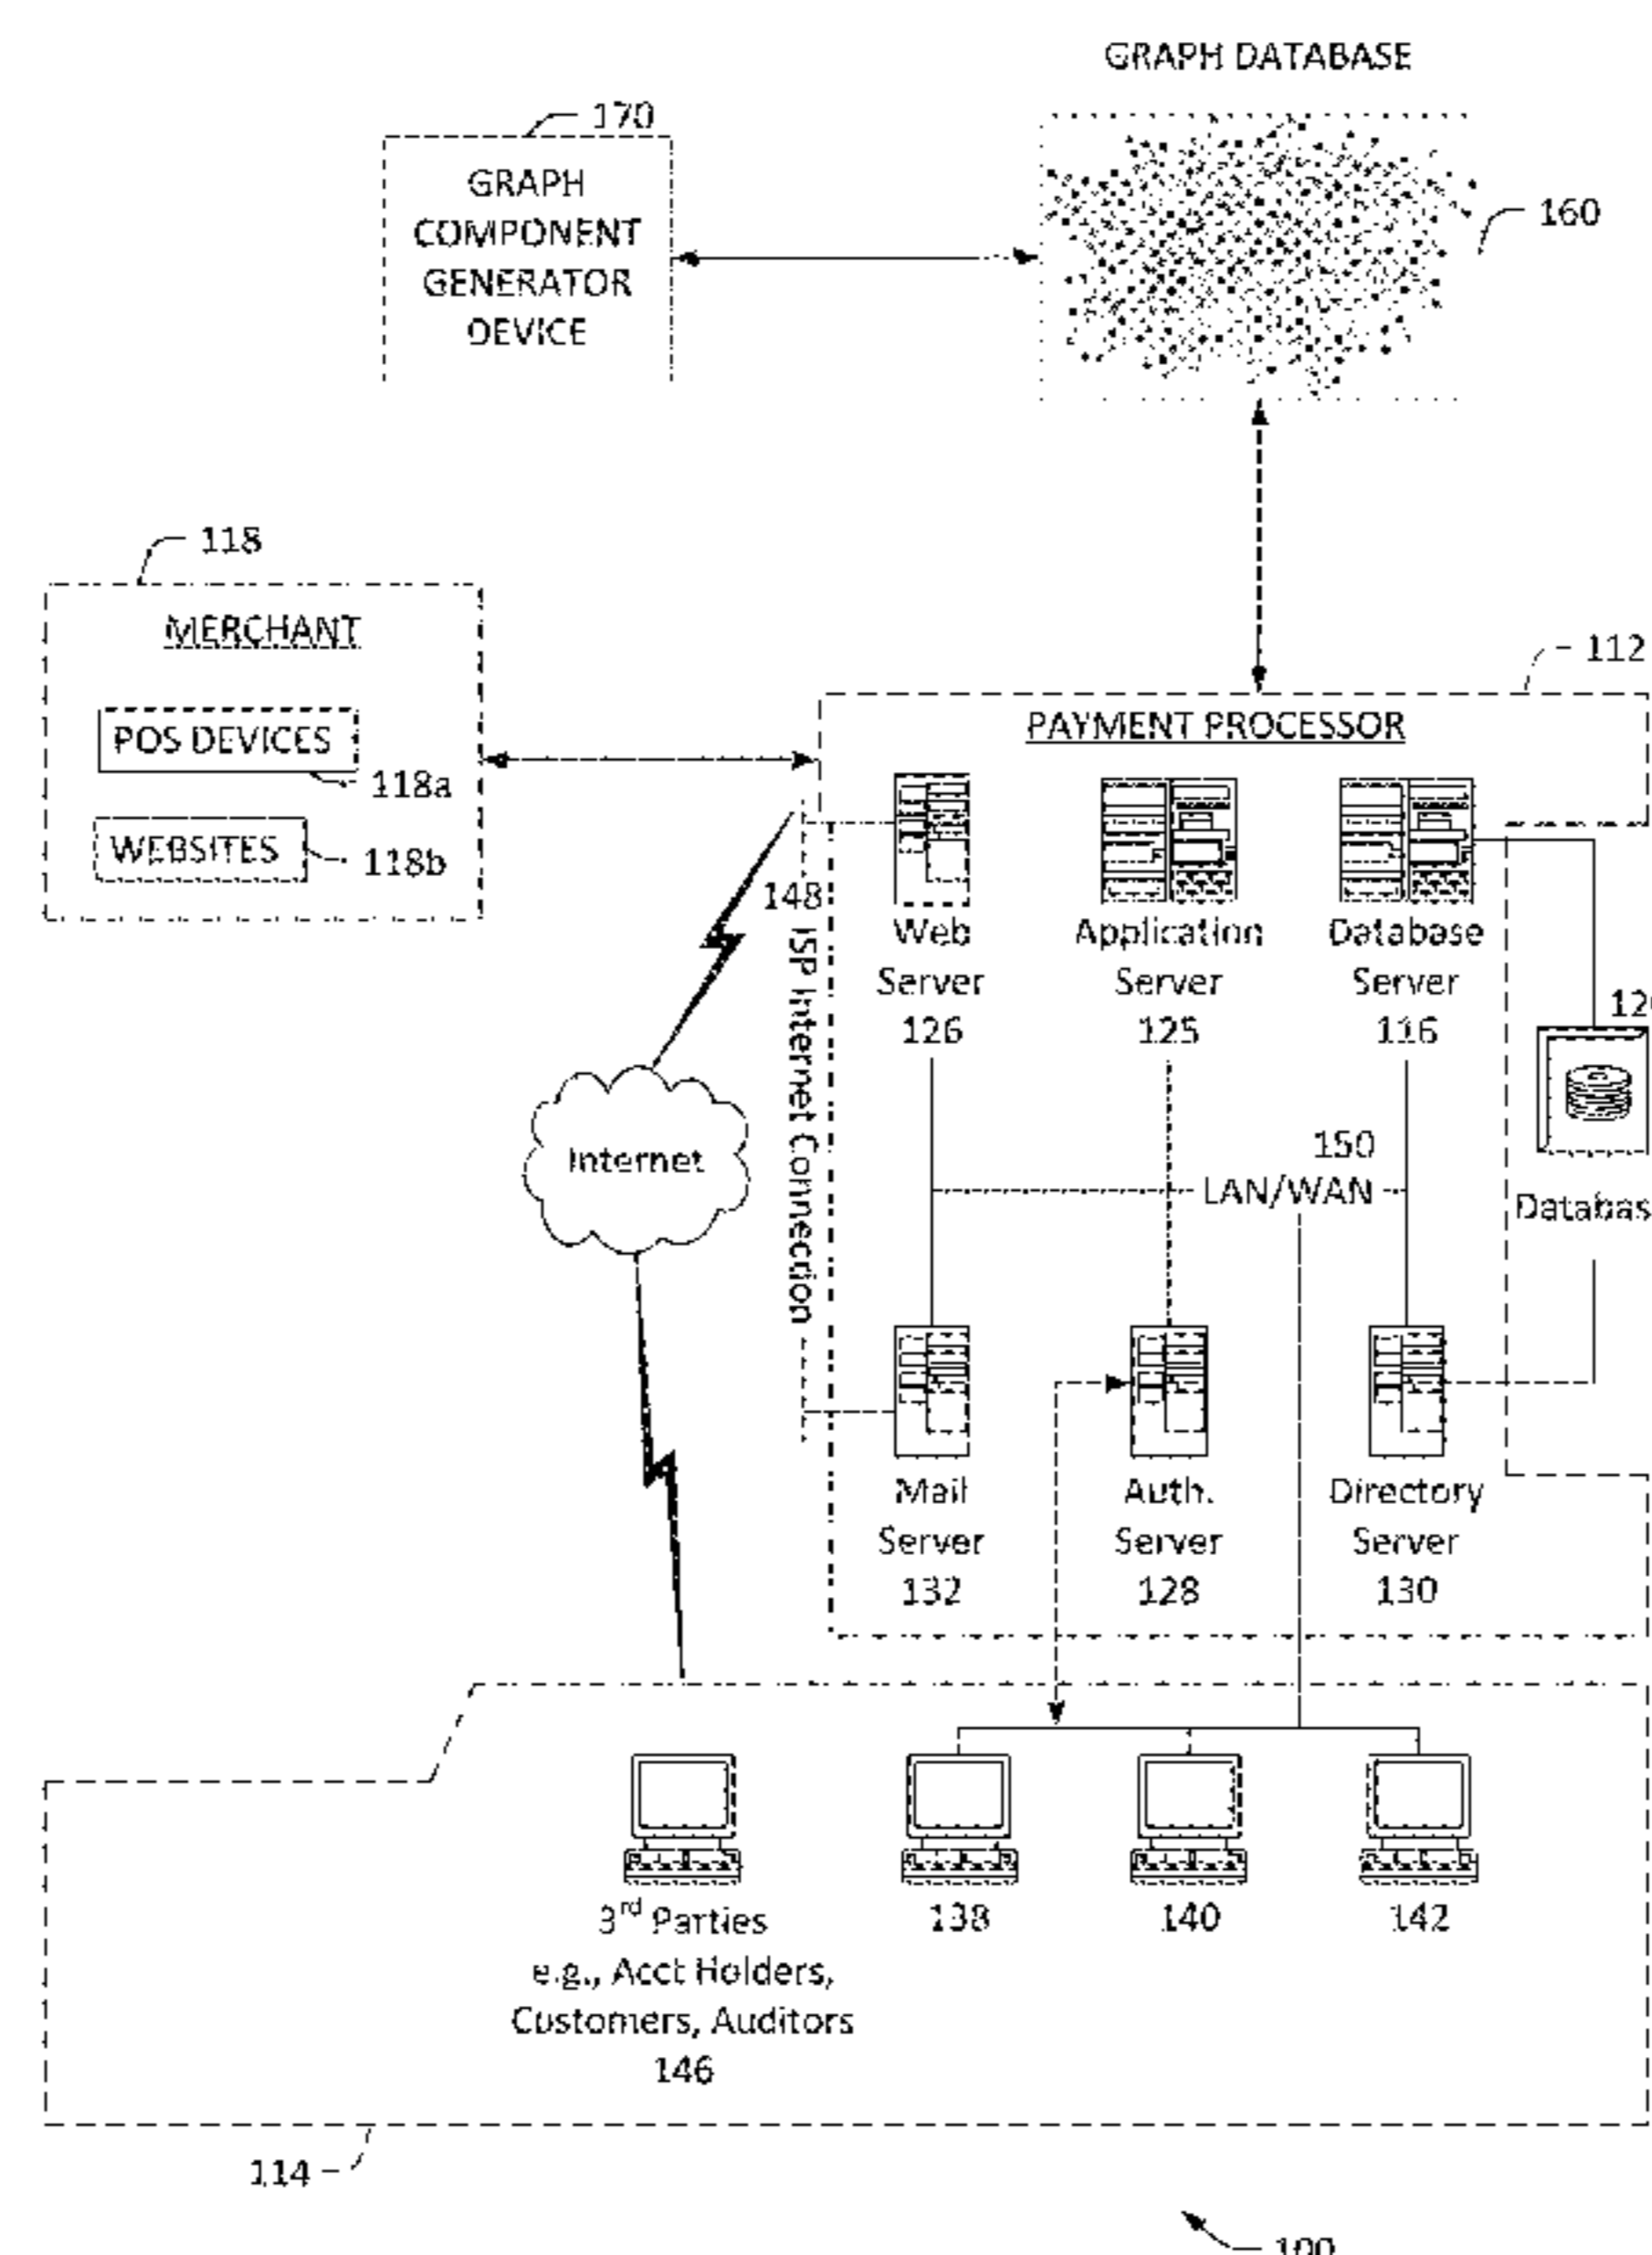 GRAPH DATABASE
170
GRAPH
COMPONENT
GENERATOR
DEVICE
160
118
MERCHANT
POS DEVICES
118a
WEBSITES
118b
112
PAYMENT PROCESSOR
148
ISP Internet Connection
Web
Server
126
Application
Server
125
Database
Server
116
Internet
150
LAN/WAN
Mail
Server
132
Auth.
Server
128
Directory
Server
130
3rd Parties
e.g., Acct Holders,
Customers, Auditors
146
138
140
142
114
100